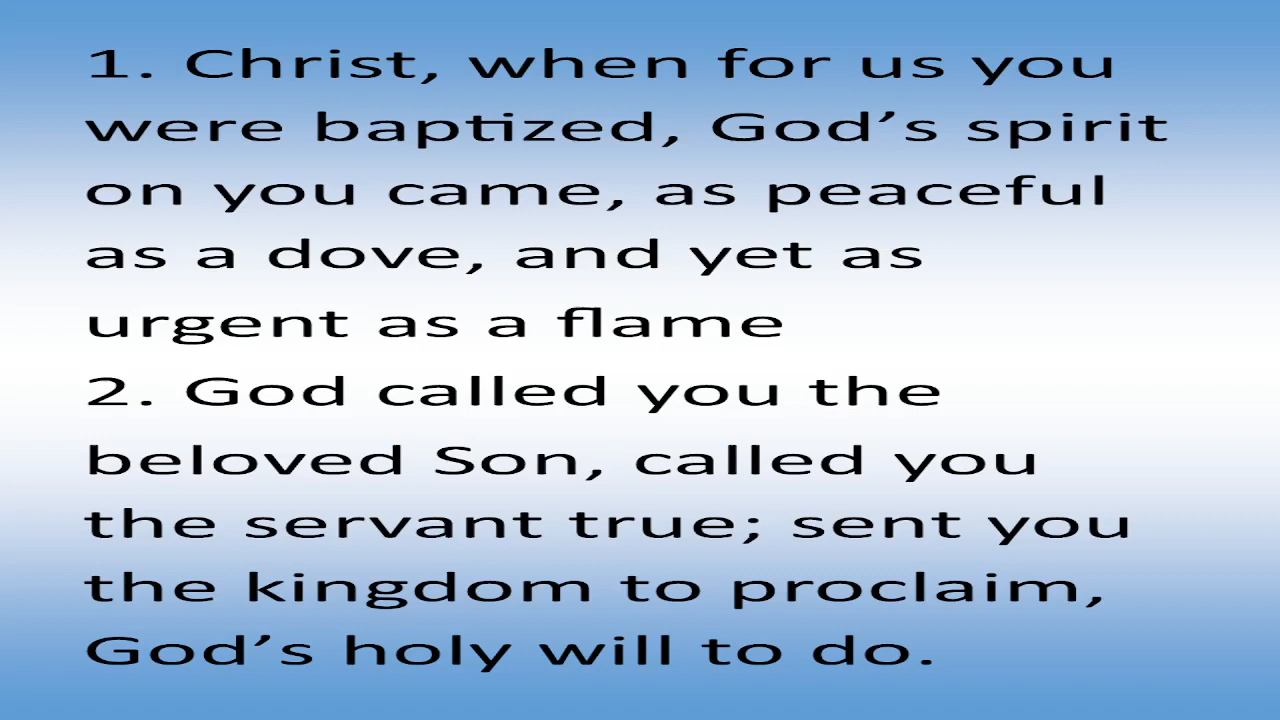 1. Christ, when for us you
were baptized, God’s spirit
on you came, as peaceful
as a dove, and yet as
urgent as a flame
2. God called you the
beloved Son, called you
the servant true; sent you
the kingdom to proclaim,
God’s holy will to do.